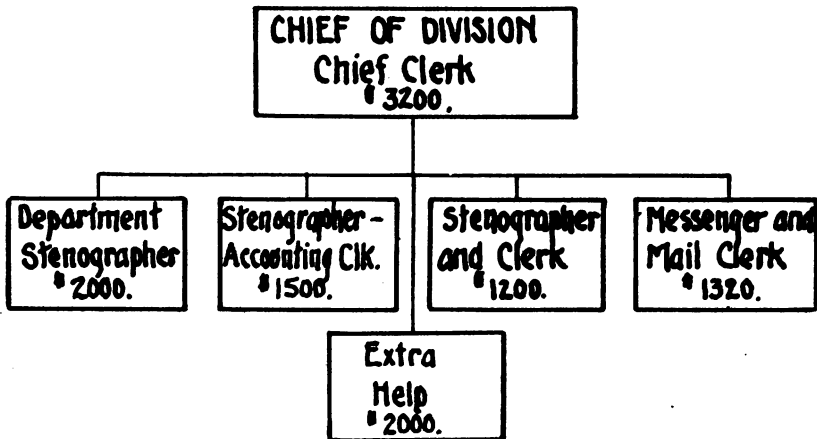 CHIEF OF DIVISION
Chief Clerk
$ 3200.
Department
Stenographer
$ 2000.
Stenographer -
Accounting Clk.
$ 1500.
Stenographer
and Clerk
$ 1200.
Messenger and
Mail Clerk
$ 1320.
Extra
Help
$ 2000.